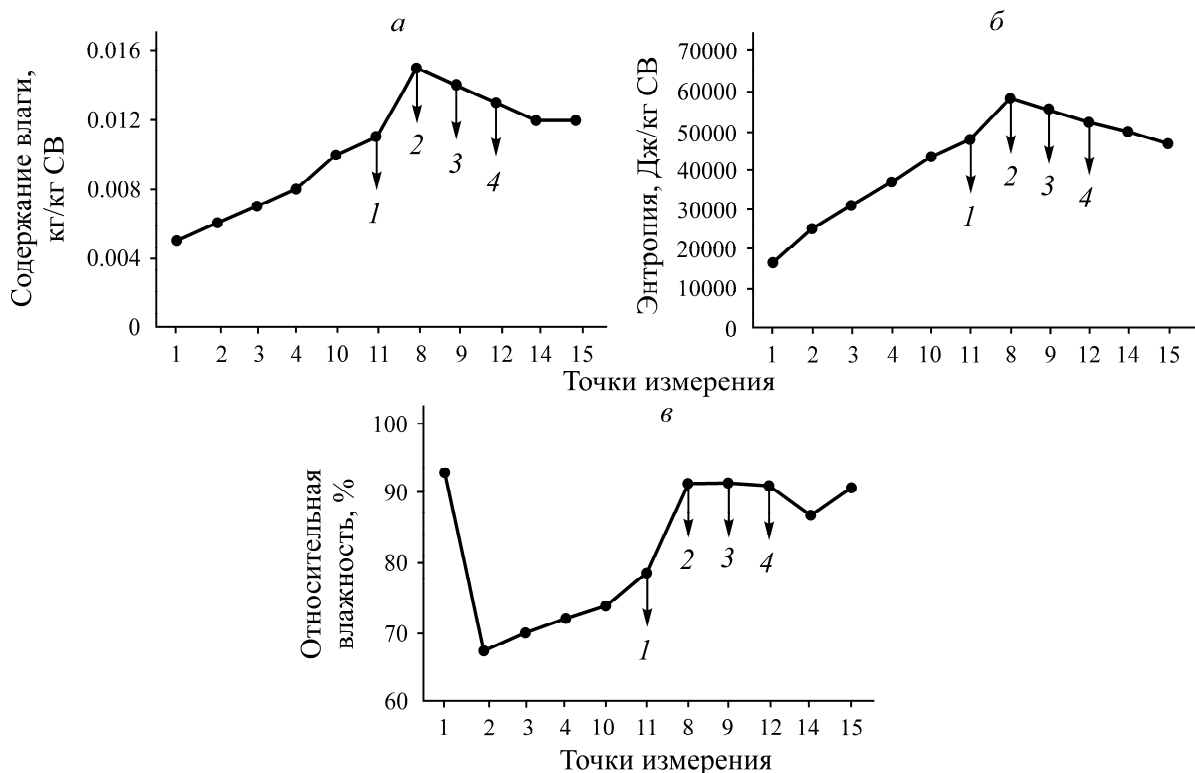 а
Содержание влаги,
кг/кг СВ
0.016
0.012
0.008
0.004
0
1 2 3 4
1 2 3 4 10 11 8 9 12 14 15
б
Энтропия, Дж/кг СВ
70000
60000
50000
40000
30000
20000
10000
0
1 2 3 4
1 2 3 4 10 11 8 9 12 14 15
Точки измерения
в
Относительная
влажность, %
100
90
80
70
60
1 2 3 4
1 2 3 4 10 11 8 9 12 14 15
Точки измерения